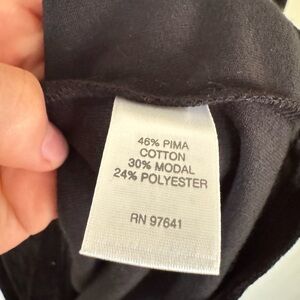 46% PIMA
COTTON
30% MODAL
24% POLYESTER
RN 97641